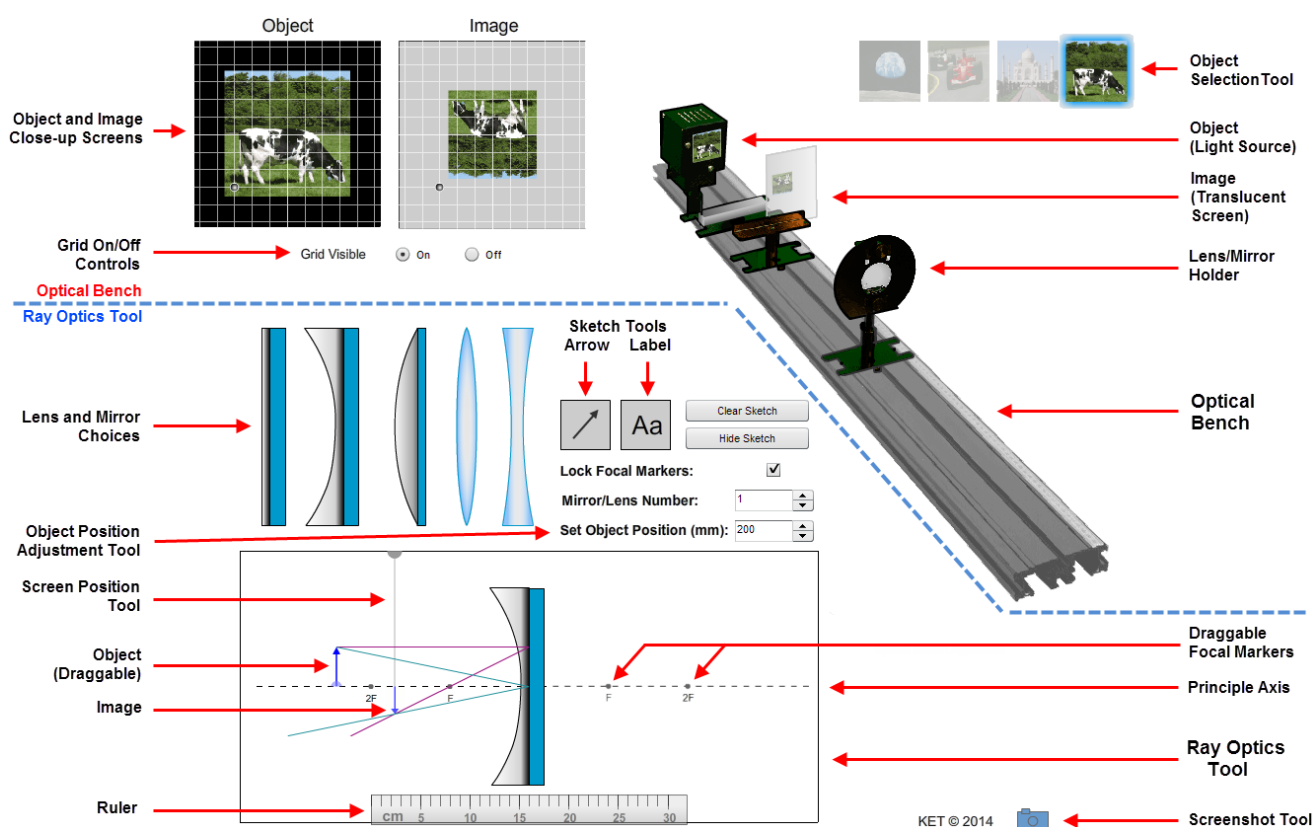 Object
Image
Object and Image
Close-up Screens
Object
Selection Tool
Object
(Light Source)
Image
(Translucent
Screen)
Lens/Mirror
Holder
Grid On/Off
Controls
Grid Visible
On
Off
Optical Bench
Ray Optics Tool
Sketch Tools
Arrow
Label
Aa
Clear Sketch
Hide Sketch
Lens and Mirror
Choices
Optical
Bench
Lock Focal Markers:
Mirror/Lens Number:
1
Set Object Position (mm):
200
Object Position
Adjustment Tool
Screen Position
Tool
Object
(Draggable)
Draggable
Focal Markers
2F
F
F
2F
Principle Axis
Image
Ray Optics
Tool
Ruler
cm 5 10 15 20 25 30
KET © 2014
Screenshot Tool